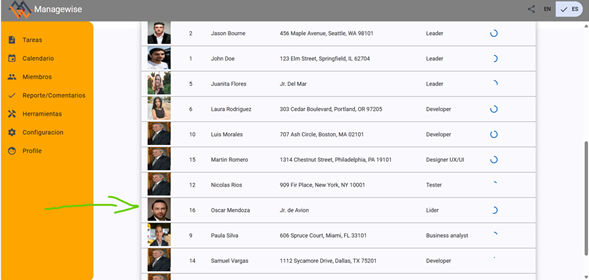 Managewise
EN
ES
Tareas
Calendario
Miembros
Reporte/Comentarios
Herramientas
Configuracion
Profile
2 Jason Bourne 456 Maple Avenue, Seattle, WA 98101 Leader
1 John Doe 123 Elm Street, Springfield, IL 62704 Leader
5 Juanita Flores Jr. Del Mar Leader
6 Laura Rodriguez 303 Cedar Boulevard, Portland, OR 97205 Developer
10 Luis Morales 707 Ash Circle, Boston, MA 02101 Developer
15 Martin Romero 1314 Chestnut Street, Philadelphia, PA 19101 Designer UX/UI
12 Nicolas Rios 909 Fir Place, New York, NY 10001 Tester
16 Oscar Mendoza Jr. de Avion Lider
9 Paula Silva 606 Spruce Court, Miami, FL 33101 Business analyst
14 Samuel Vargas 1112 Sycamore Drive, Dallas, TX 75201 Developer